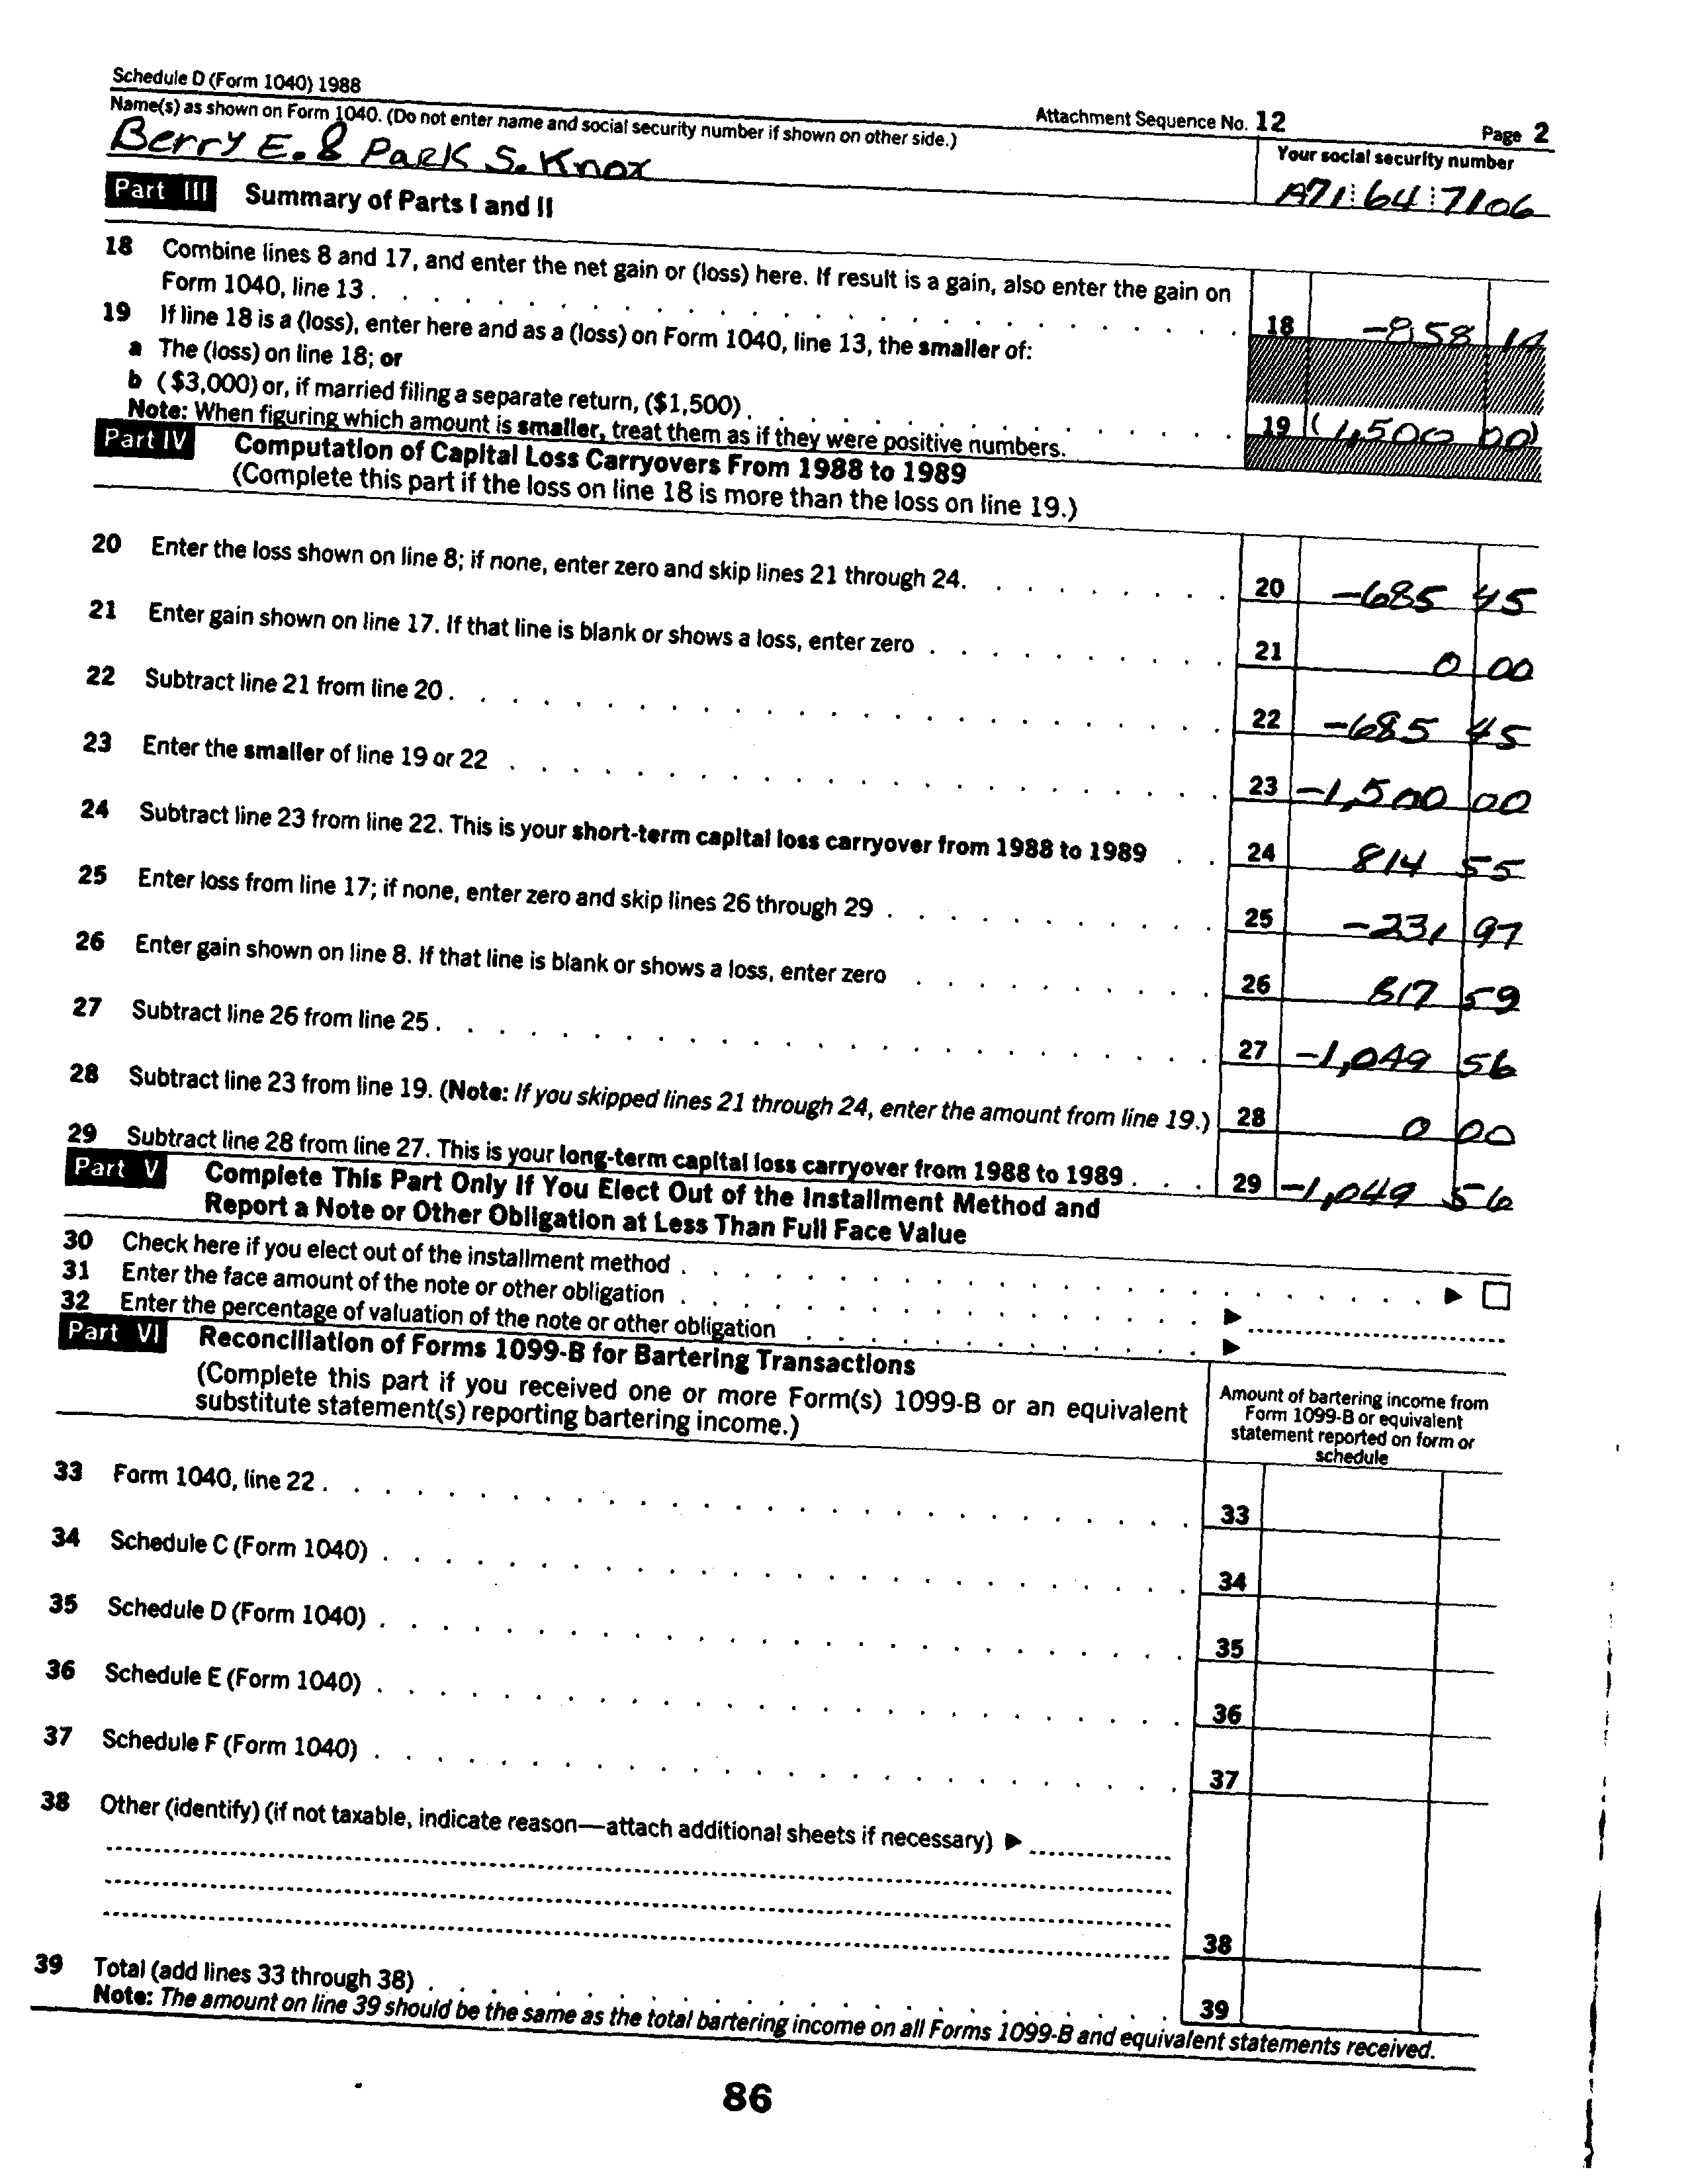 Schedule D (Form 1040) 1988
Attachment Sequence No. 12
Page 2
Name(s) as shown on Form 1040. (Do not enter name and social security number if shown on other side.)
Your social security number
Berry E. & Park S. Knox
A71 64 7106
Part III Summary of Parts I and II
18 Combine lines 8 and 17, and enter the net gain or (loss) here. If result is a gain, also enter the gain on
Form 1040, line 13 . . . 18 -858 14
19 If line 18 is a (loss), enter here and as a (loss) on Form 1040, line 13, the smaller of:
a The (loss) on line 18; or
b ($3,000) or, if married filing a separate return, ($1,500) . . . 19 (1,500 00)
Note: When figuring which amount is smaller, treat them as if they were positive numbers.
Part IV Computation of Capital Loss Carryovers From 1988 to 1989
(Complete this part if the loss on line 18 is more than the loss on line 19.)
20 Enter the loss shown on line 8; if none, enter zero and skip lines 21 through 24. . . . 20 -685 45
21 Enter gain shown on line 17. If that line is blank or shows a loss, enter zero . . . 21 0 00
22 Subtract line 21 from line 20 . . . 22 -685 45
23 Enter the smaller of line 19 or 22 . . . 23 -1,500 00
24 Subtract line 23 from line 22. This is your short-term capital loss carryover from 1988 to 1989 . . 24 814 55
25 Enter loss from line 17; if none, enter zero and skip lines 26 through 29 . . . 25 -231 97
26 Enter gain shown on line 8. If that line is blank or shows a loss, enter zero . . . 26 817 59
27 Subtract line 26 from line 25 . . . 27 -1,049 56
28 Subtract line 23 from line 19. (Note: If you skipped lines 21 through 24, enter the amount from line 19.) 28 0 00
29 Subtract line 28 from line 27. This is your long-term capital loss carryover from 1988 to 1989 . . . 29 -1,049 56
Part V Complete This Part Only If You Elect Out of the Installment Method and
Report a Note or Other Obligation at Less Than Full Face Value
30 Check here if you elect out of the installment method . . . ▶ ☐
31 Enter the face amount of the note or other obligation . . . ▶
32 Enter the percentage of valuation of the note or other obligation . . . ▶
Part VI Reconciliation of Forms 1099-B for Bartering Transactions
(Complete this part if you received one or more Form(s) 1099-B or an equivalent
substitute statement(s) reporting bartering income.)
Amount of bartering income from
Form 1099-B or equivalent
statement reported on form or
schedule
33 Form 1040, line 22 . . . 33
34 Schedule C (Form 1040) . . . 34
35 Schedule D (Form 1040) . . . 35
36 Schedule E (Form 1040) . . . 36
37 Schedule F (Form 1040) . . . 37
38 Other (identify) (if not taxable, indicate reason—attach additional sheets if necessary) ▶
38
39 Total (add lines 33 through 38) . . . 39
Note: The amount on line 39 should be the same as the total bartering income on all Forms 1099-B and equivalent statements received.
86